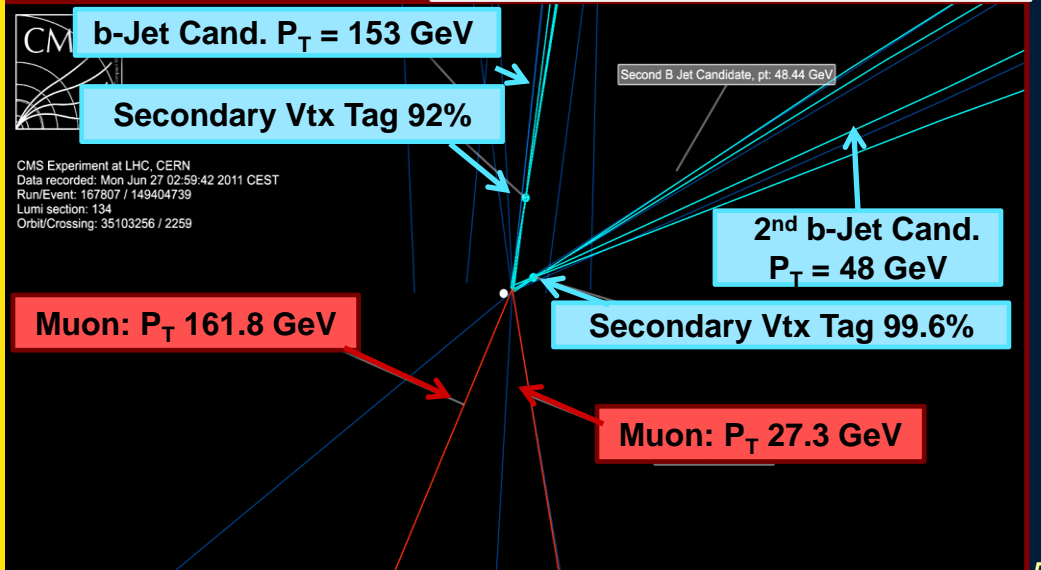 CM
b-Jet Cand. PT = 153 GeV
Second B Jet Candidate, pt: 48.44 GeV
Secondary Vtx Tag 92%
CMS Experiment at LHC, CERN
Data recorded: Mon Jun 27 02:59:42 2011 CEST
Run/Event: 167807 / 149404739
Lumi section: 134
Orbit/Crossing: 35103256 / 2259
2nd b-Jet Cand.
PT = 48 GeV
Muon: PT 161.8 GeV
Secondary Vtx Tag 99.6%
Muon: PT 27.3 GeV